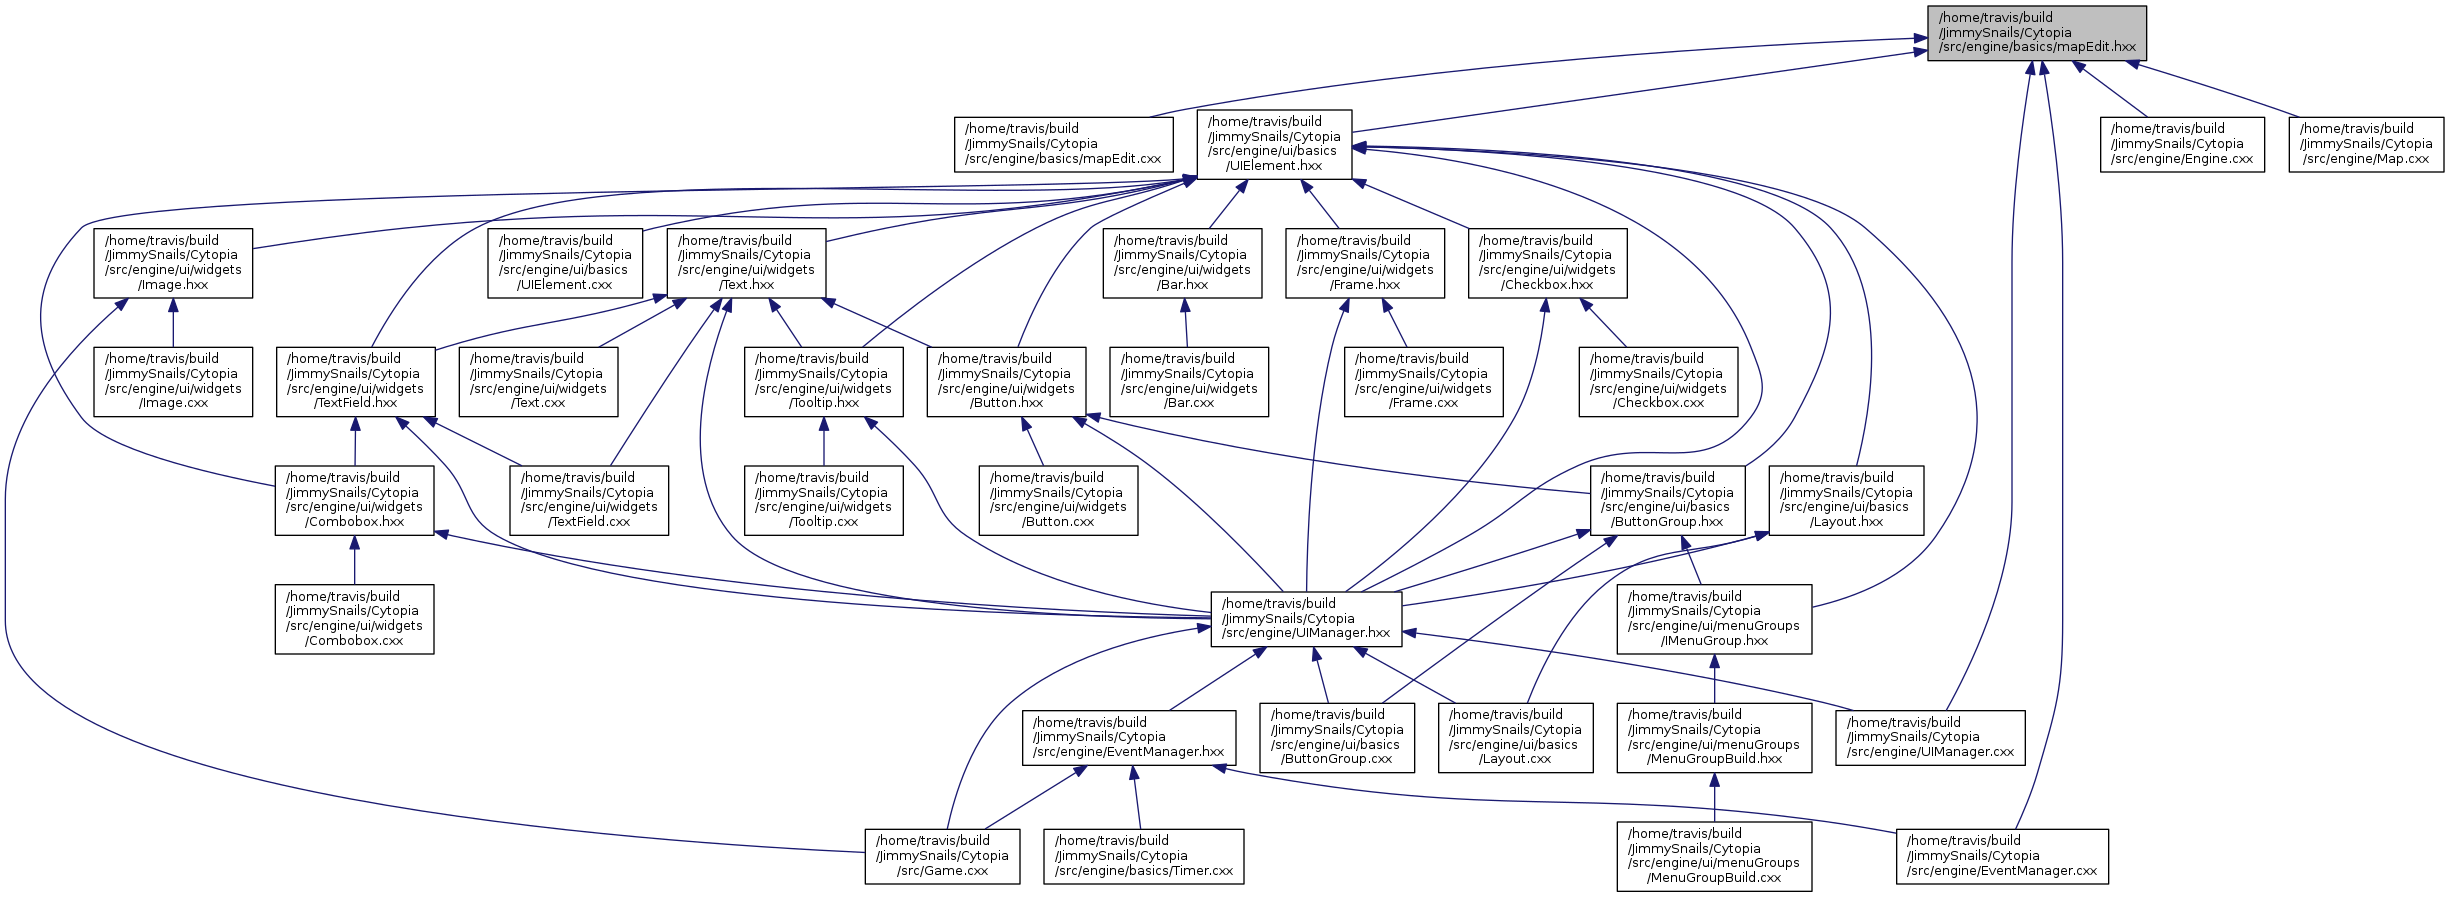 /home/travis/build
/JimmySnails/Cytopia
/src/engine/basics/mapEdit.hxx
/home/travis/build
/JimmySnails/Cytopia
/src/engine/basics/mapEdit.cxx
/home/travis/build
/JimmySnails/Cytopia
/src/engine/ui/basics
/UIElement.hxx
/home/travis/build
/JimmySnails/Cytopia
/src/engine/Engine.cxx
/home/travis/build
/JimmySnails/Cytopia
/src/engine/Map.cxx
/home/travis/build
/JimmySnails/Cytopia
/src/engine/ui/widgets
/Image.hxx
/home/travis/build
/JimmySnails/Cytopia
/src/engine/ui/basics
/UIElement.cxx
/home/travis/build
/JimmySnails/Cytopia
/src/engine/ui/widgets
/Text.hxx
/home/travis/build
/JimmySnails/Cytopia
/src/engine/ui/widgets
/Bar.hxx
/home/travis/build
/JimmySnails/Cytopia
/src/engine/ui/widgets
/Frame.hxx
/home/travis/build
/JimmySnails/Cytopia
/src/engine/ui/widgets
/Checkbox.hxx
/home/travis/build
/JimmySnails/Cytopia
/src/engine/ui/widgets
/Image.cxx
/home/travis/build
/JimmySnails/Cytopia
/src/engine/ui/widgets
/TextField.hxx
/home/travis/build
/JimmySnails/Cytopia
/src/engine/ui/widgets
/Text.cxx
/home/travis/build
/JimmySnails/Cytopia
/src/engine/ui/widgets
/Tooltip.hxx
/home/travis/build
/JimmySnails/Cytopia
/src/engine/ui/widgets
/Button.hxx
/home/travis/build
/JimmySnails/Cytopia
/src/engine/ui/widgets
/Bar.cxx
/home/travis/build
/JimmySnails/Cytopia
/src/engine/ui/widgets
/Frame.cxx
/home/travis/build
/JimmySnails/Cytopia
/src/engine/ui/widgets
/Checkbox.cxx
/home/travis/build
/JimmySnails/Cytopia
/src/engine/ui/widgets
/Combobox.hxx
/home/travis/build
/JimmySnails/Cytopia
/src/engine/ui/widgets
/TextField.cxx
/home/travis/build
/JimmySnails/Cytopia
/src/engine/ui/widgets
/Tooltip.cxx
/home/travis/build
/JimmySnails/Cytopia
/src/engine/ui/widgets
/Button.cxx
/home/travis/build
/JimmySnails/Cytopia
/src/engine/ui/basics
/ButtonGroup.hxx
/home/travis/build
/JimmySnails/Cytopia
/src/engine/ui/basics
/Layout.hxx
/home/travis/build
/JimmySnails/Cytopia
/src/engine/ui/widgets
/Combobox.cxx
/home/travis/build
/JimmySnails/Cytopia
/src/engine/UIManager.hxx
/home/travis/build
/JimmySnails/Cytopia
/src/engine/ui/menuGroups
/IMenuGroup.hxx
/home/travis/build
/JimmySnails/Cytopia
/src/engine/EventManager.hxx
/home/travis/build
/JimmySnails/Cytopia
/src/engine/ui/basics
/ButtonGroup.cxx
/home/travis/build
/JimmySnails/Cytopia
/src/engine/ui/basics
/Layout.cxx
/home/travis/build
/JimmySnails/Cytopia
/src/engine/ui/menuGroups
/MenuGroupBuild.hxx
/home/travis/build
/JimmySnails/Cytopia
/src/engine/UIManager.cxx
/home/travis/build
/JimmySnails/Cytopia
/src/Game.cxx
/home/travis/build
/JimmySnails/Cytopia
/src/engine/basics/Timer.cxx
/home/travis/build
/JimmySnails/Cytopia
/src/engine/ui/menuGroups
/MenuGroupBuild.cxx
/home/travis/build
/JimmySnails/Cytopia
/src/engine/EventManager.cxx